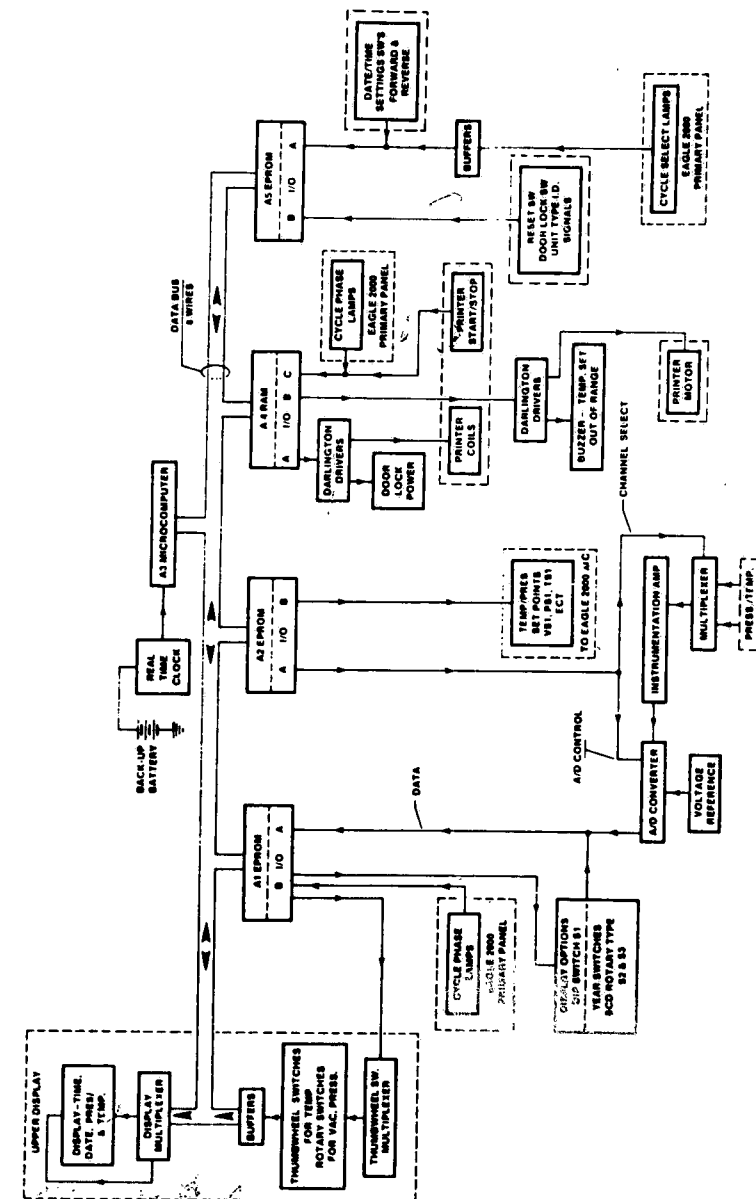 UPPER DISPLAY
DISPLAY-TIME,
DATE, PRES/
& TEMP.
DISPLAY
MULTIPLEXER
BUFFERS
THUMBWHEEL SWITCHES
FOR TEMP
ROTARY SWITCHES
FOR VAC. PRESS.
THUMBWHEEL SW.
MULTIPLEXER
BACK-UP
BATTERY
REAL
TIME
CLOCK
A3 MICROCOMPUTER
DATA BUS
8 WIRES
A1 EPROM
B I/O A
CYCLE PHASE
LAMPS
EAGLE 2000
PRIMARY PANEL
DATA
DISPLAY OPTIONS
DIP SWITCH S1
YEAR SWITCHES
BCD ROTARY TYPE
S2 & S3
A2 EPROM
A I/O B
TEMP/PRES
SET POINTS
VS1, PS1, TS1
ECT
TO EAGLE 2000
A/D CONTROL
CHANNEL SELECT
A/D CONVERTER
VOLTAGE
REFERENCE
INSTRUMENTATION AMP
MULTIPLEXER
PRESS./TEMP.
A4 RAM
A I/O B C
DARLINGTON
DRIVERS
DOOR
LOCK
POWER
CYCLE PHASE
LAMPS
EAGLE 2000
PRIMARY PANEL
PRINTER
COILS
PRINTER
START/STOP
DARLINGTON
DRIVERS
BUZZER - TEMP. SET
OUT OF RANGE
PRINTER
MOTOR
A5 EPROM
B I/O A
DATE/TIME
SETTINGS SW'S
FORWARD &
REVERSE
BUFFERS
RESET SW
DOOR LOCK SW
UNIT TYPE I.D.
SIGNALS
CYCLE SELECT LAMPS
EAGLE 2000
PRIMARY PANEL